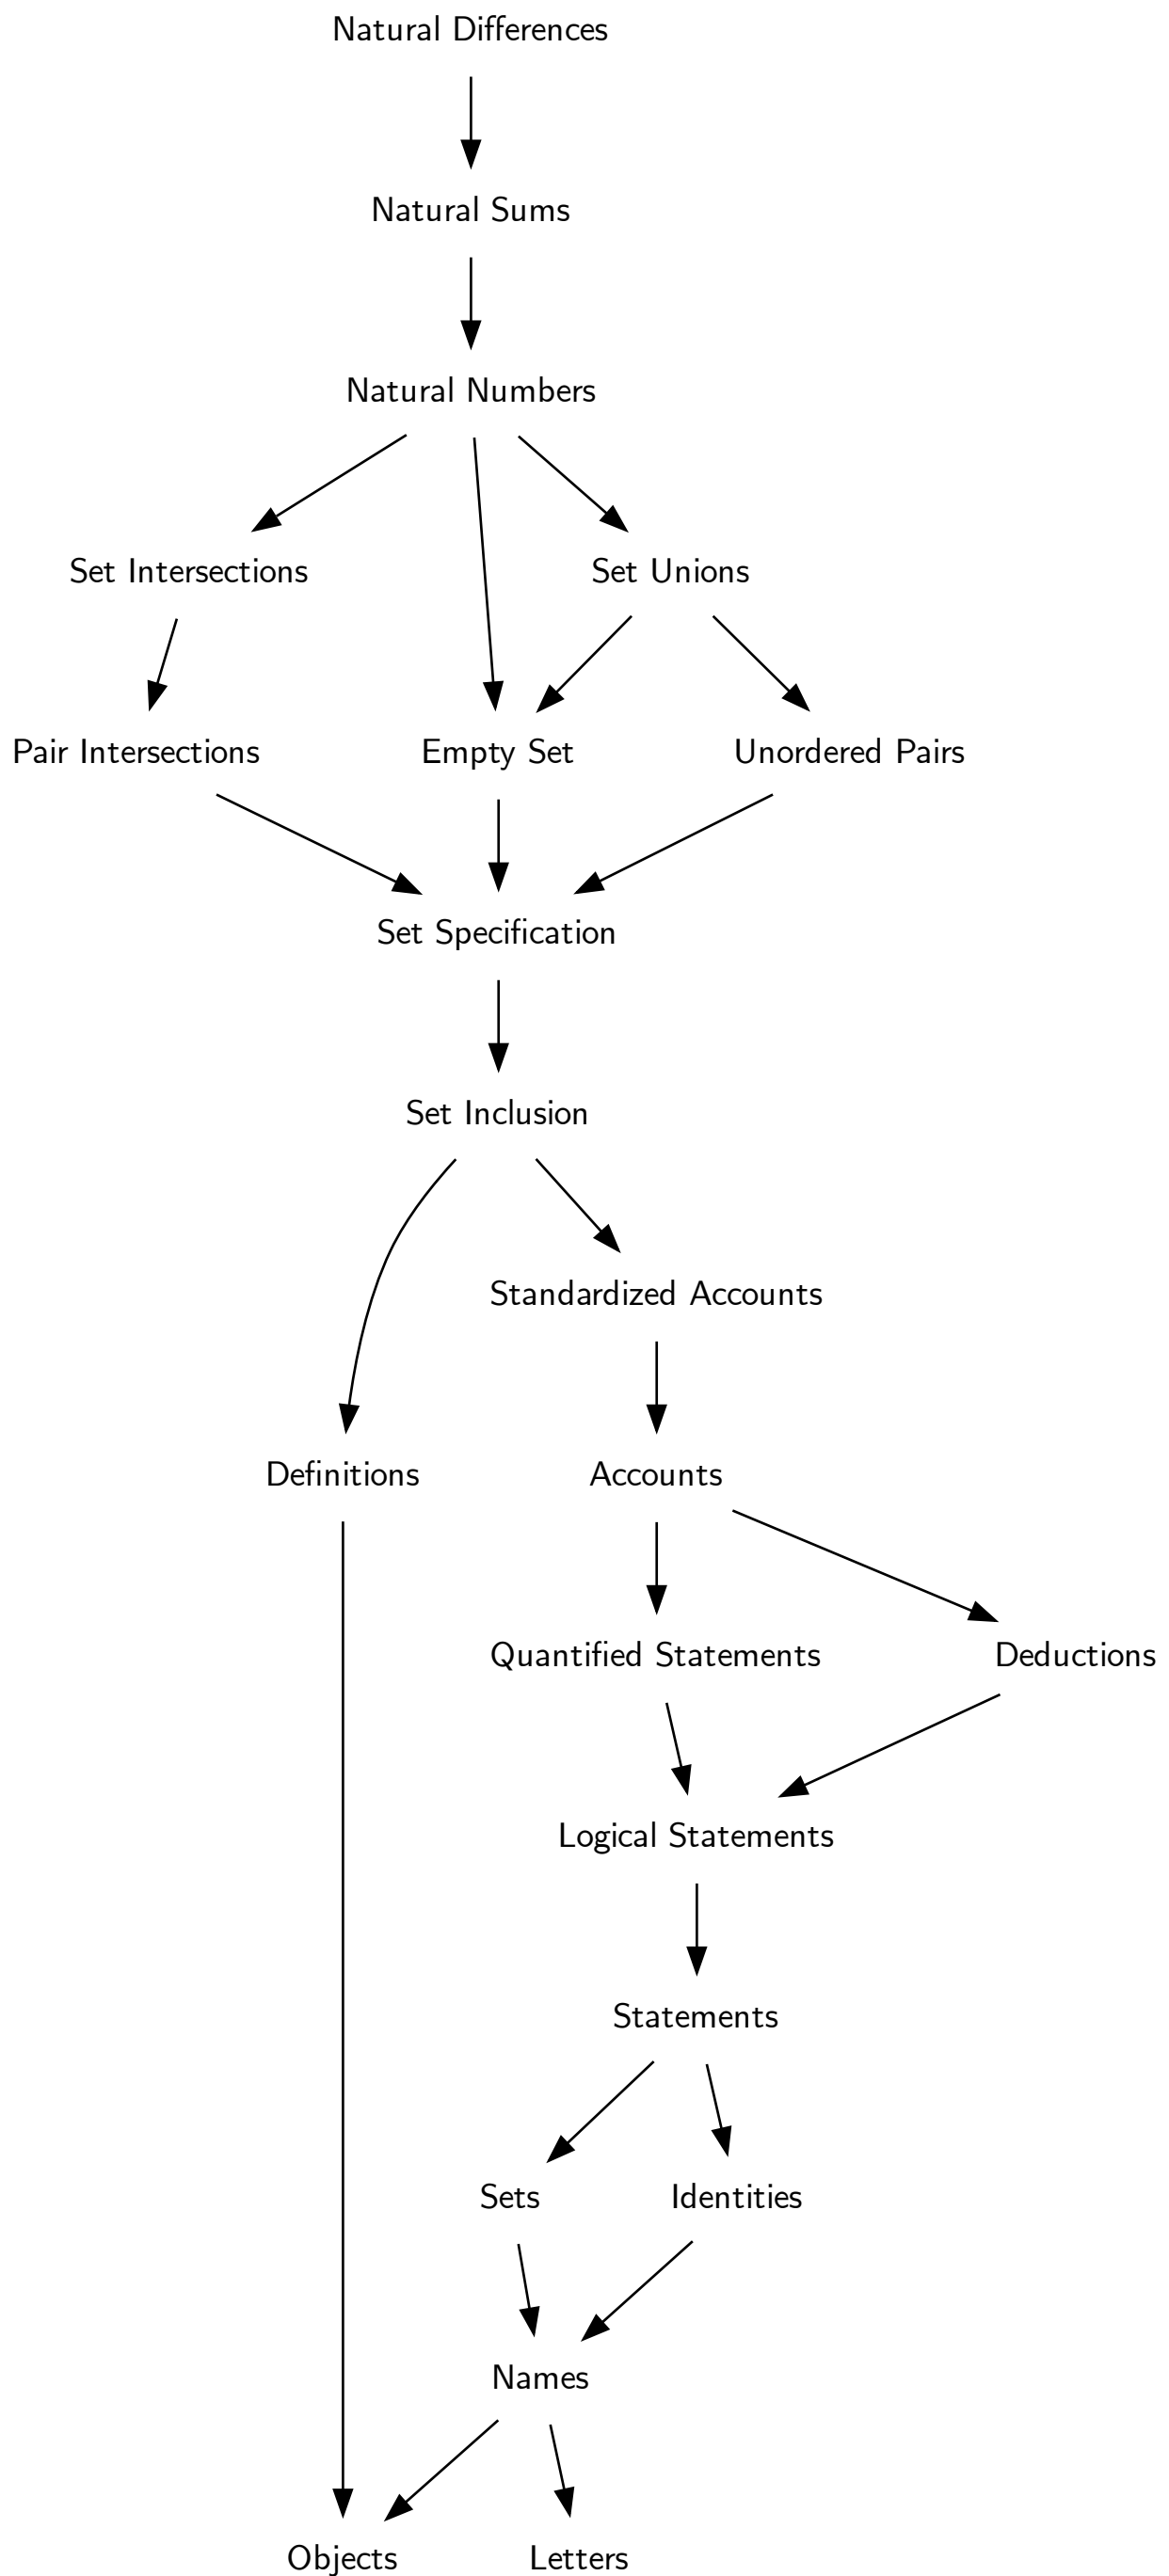 Natural Differences
Natural Sums
Natural Numbers
Set Intersections
Set Unions
Pair Intersections
Empty Set
Unordered Pairs
Set Specification
Set Inclusion
Standardized Accounts
Definitions
Accounts
Quantified Statements
Deductions
Logical Statements
Statements
Sets
Identities
Names
Objects
Letters